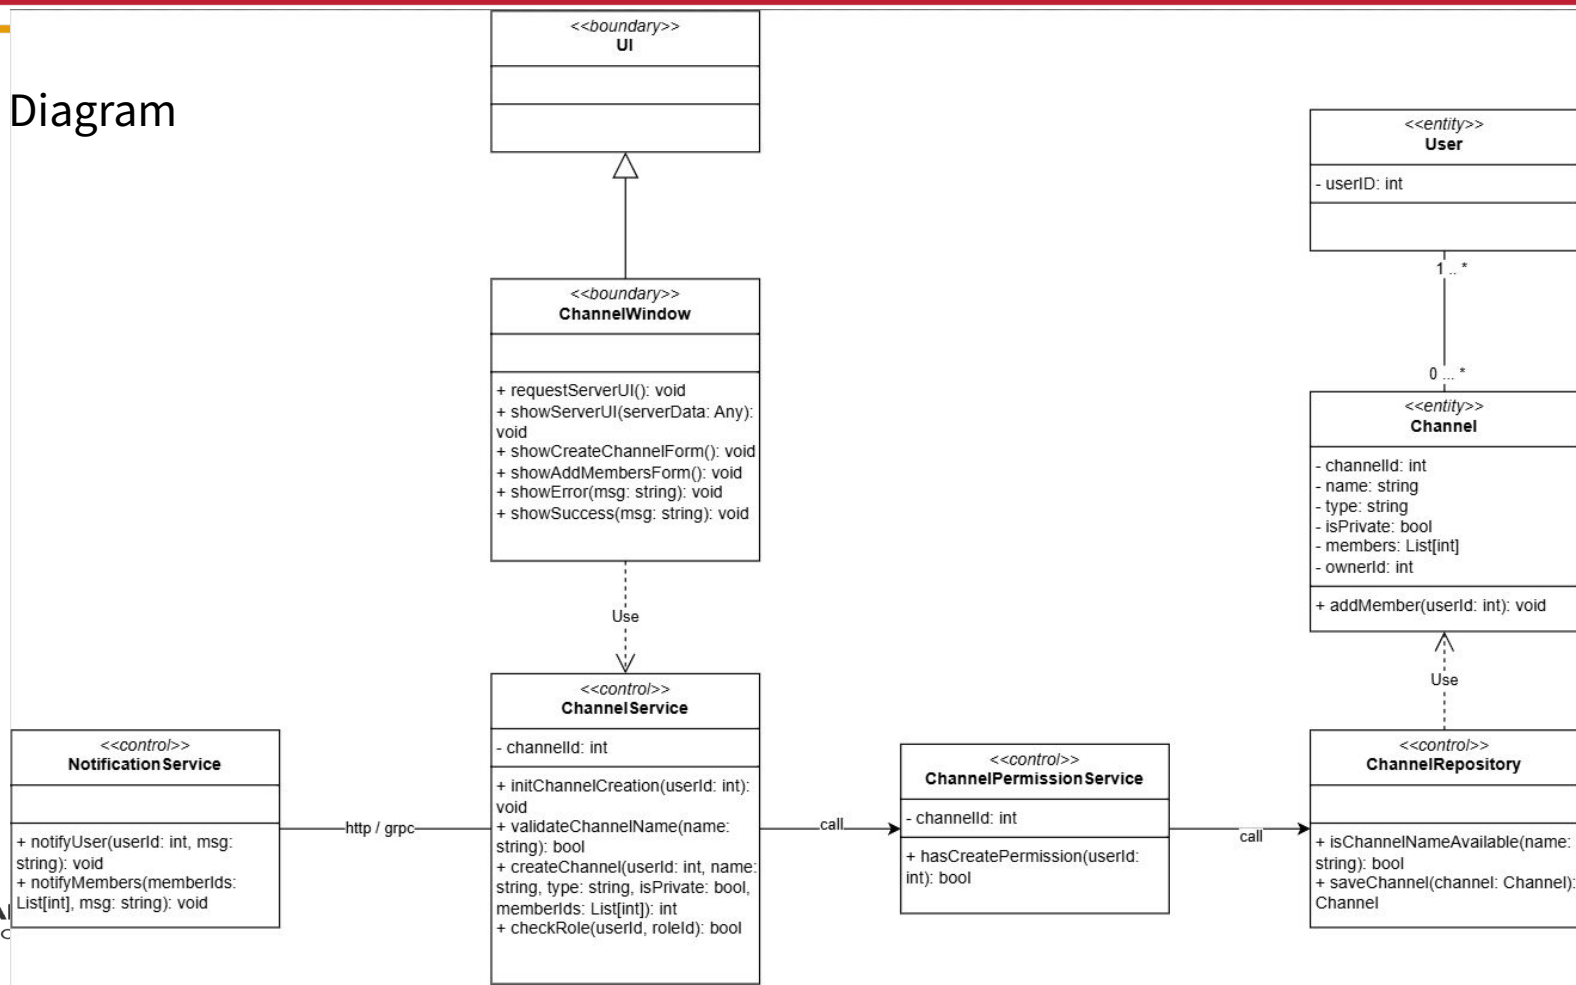 Diagram
<<boundary>>
UI
<<boundary>>
ChannelWindow
+ requestServerUI(): void
+ showServerUI(serverData: Any):
void
+ showCreateChannelForm(): void
+ showAddMembersForm(): void
+ showError(msg: string): void
+ showSuccess(msg: string): void
Use
<<entity>>
User
- userID: int
1 .. *
0 ... *
<<entity>>
Channel
- channelId: int
- name: string
- type: string
- isPrivate: bool
- members: List[int]
- ownerId: int
+ addMember(userId: int): void
Use
<<control>>
NotificationService
+ notifyUser(userId: int, msg:
string): void
+ notifyMembers(memberIds:
List[int], msg: string): void
http / grpc
<<control>>
ChannelService
- channelId: int
+ initChannelCreation(userId: int):
void
+ validateChannelName(name:
string): bool
+ createChannel(userId: int, name:
string, type: string, isPrivate: bool,
memberIds: List[int]): int
+ checkRole(userId, roleId): bool
call
<<control>>
ChannelPermissionService
- channelId: int
+ hasCreatePermission(userId:
int): bool
call
<<control>>
ChannelRepository
+ isChannelNameAvailable(name:
string): bool
+ saveChannel(channel: Channel):
Channel